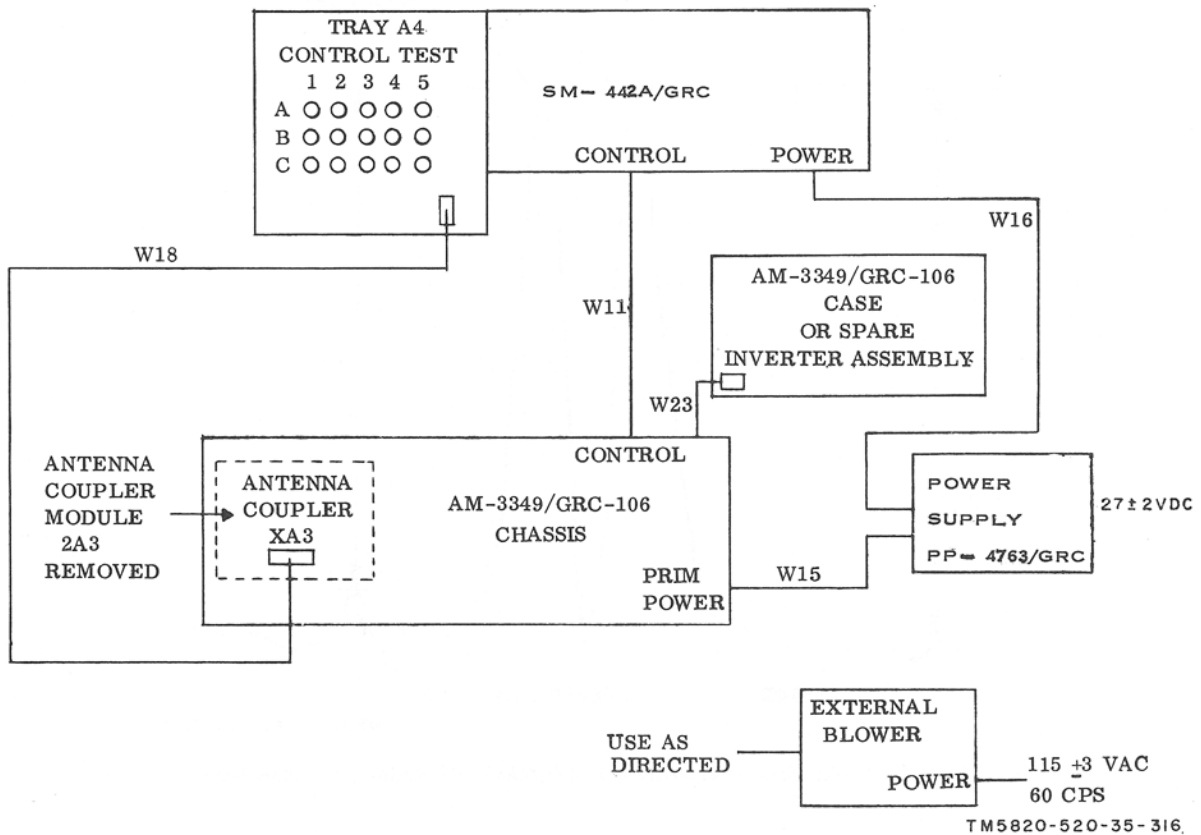 TRAY A4
CONTROL TEST
1 2 3 4 5
A
B
C
SM- 442A/GRC
CONTROL
POWER
W18
W11
W16
AM-3349/GRC-106
CASE
OR SPARE
INVERTER ASSEMBLY
W23
ANTENNA
COUPLER
MODULE
2A3
REMOVED
ANTENNA
COUPLER
XA3
CONTROL
AM-3349/GRC-106
CHASSIS
PRIM
POWER
W15
POWER
SUPPLY
PP- 4763/GRC
27±2VDC
USE AS
DIRECTED
EXTERNAL
BLOWER
POWER
115 ±3 VAC
60 CPS
TM5820-520-35-316